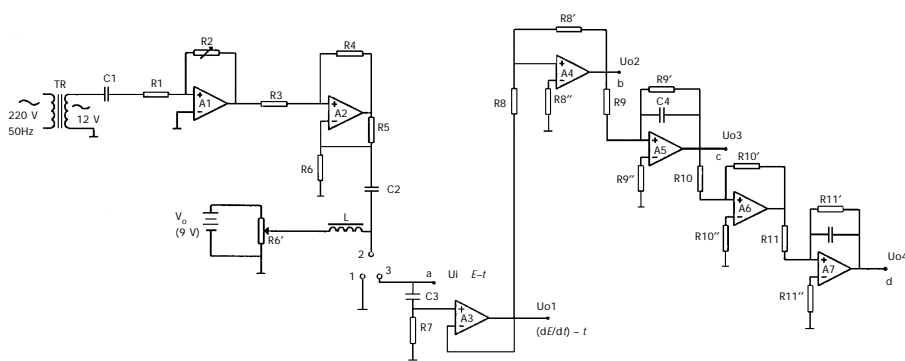 TR
C1
R1
R2
A1
R3
R4
A2
R5
220 V
50Hz
12 V
R6
C2
Vo
(9 V)
R6'
L
2
1
3
a
Ui
E–t
C3
R7
A3
Uo1
(dE/dt) – t
R8'
R8
A4
R8''
Uo2
b
R9
R9'
C4
A5
R9''
Uo3
c
R10
R10'
A6
R10''
R11
R11'
A7
R11''
Uo4
d